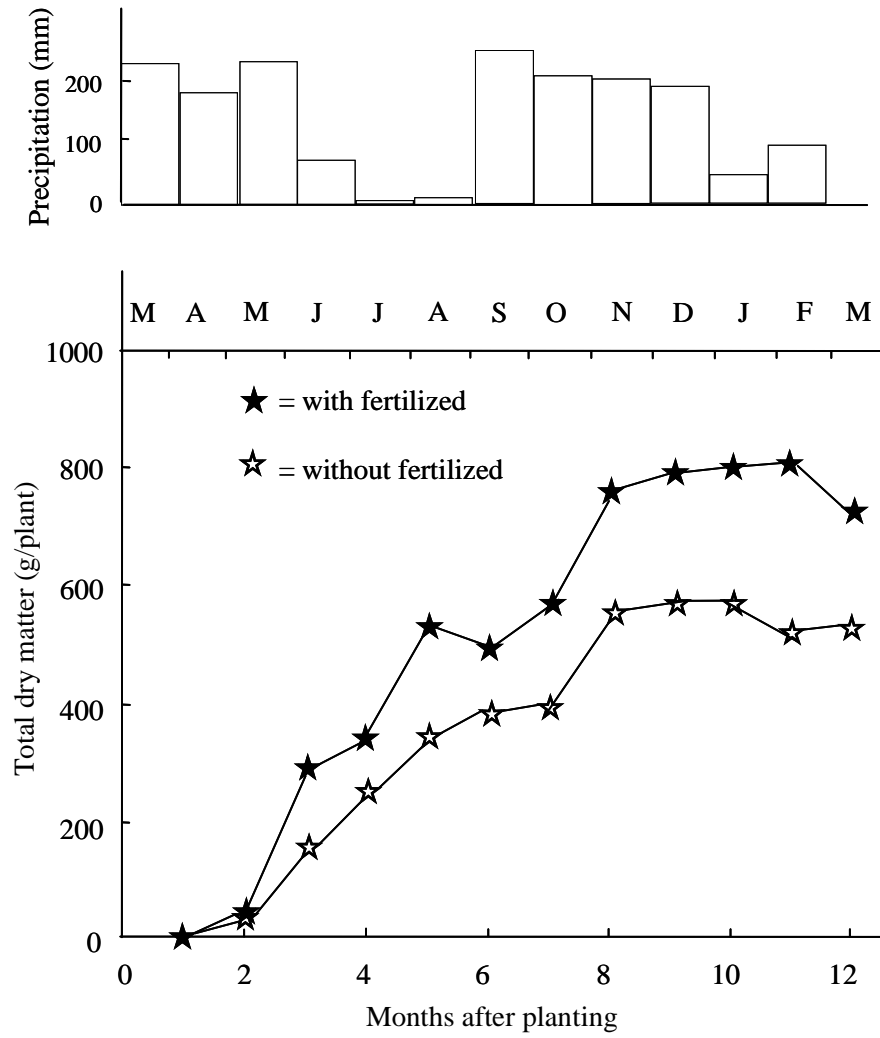 Precipitation (mm)
200
100
0
M A M J J A S O N D J F M
Total dry matter (g/plant)
1000
800
600
400
200
0
= with fertilized
= without fertilized
0 2 4 6 8 10 12
Months after planting